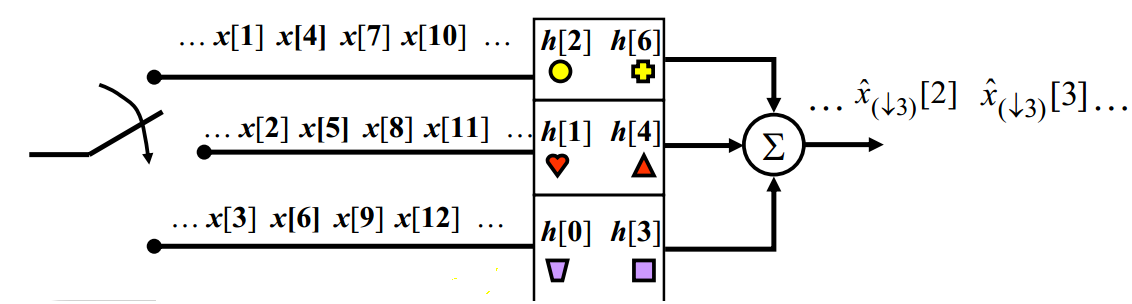 … x[1] x[4] x[7] x[10] …
h[2] h[6]
… x̂(↓3)[2] x̂(↓3)[3]…
… x[2] x[5] x[8] x[11] …
h[1] h[4]
Σ
… x[3] x[6] x[9] x[12] …
h[0] h[3]